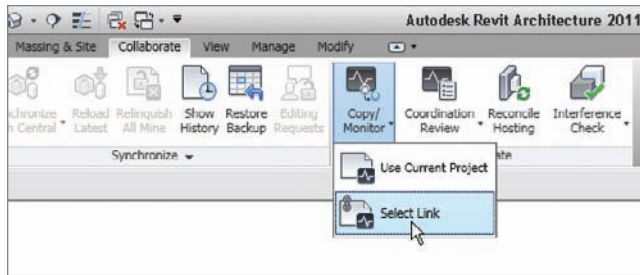 Autodesk Revit Architecture 2011
Massing & Site Collaborate View Manage Modify
Reload Latest
Relinquish All Mine
Show History
Restore Backup
Editing Requests
Copy/ Monitor
Coordination Review
Reconcile Hosting
Interference Check
Synchronize
Use Current Project
Select Link